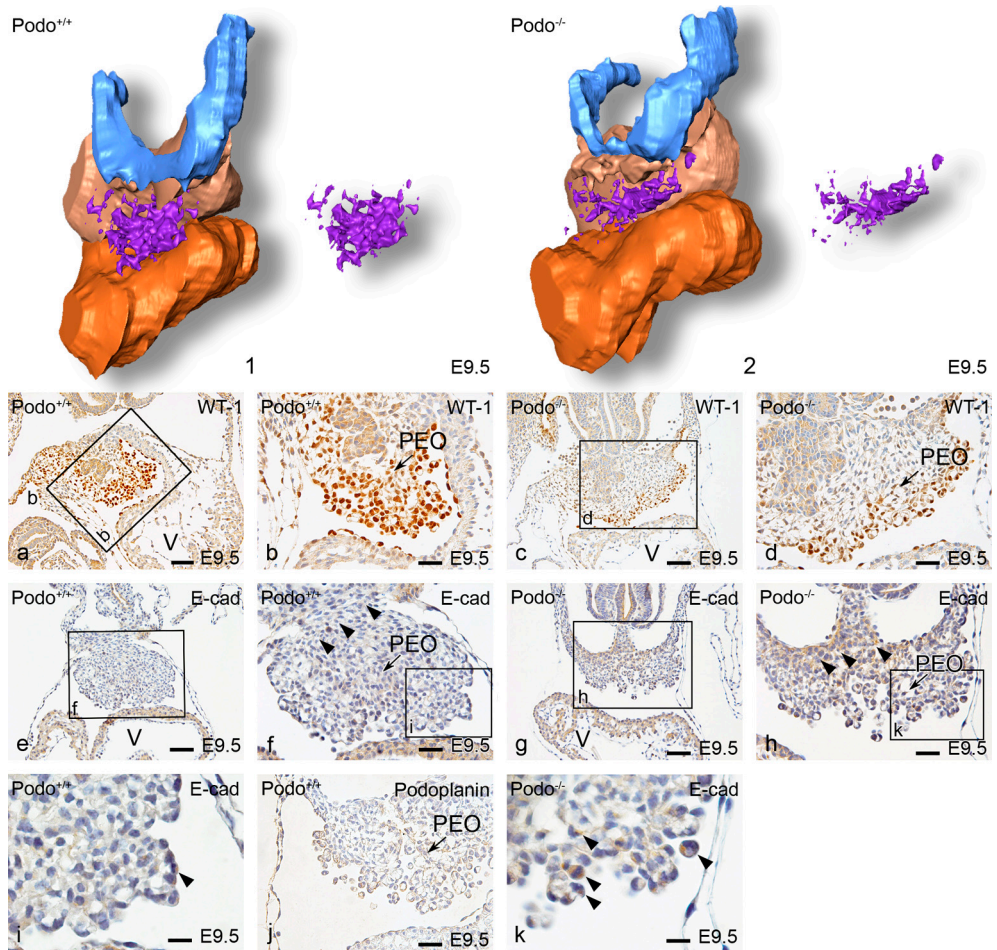 Podo+/+ Podo-/-
1 E9.5 2 E9.5
Podo+/+ WT-1 Podo+/+ WT-1 Podo-/- WT-1 Podo-/- WT-1
PEO PEO
b d
b
V V
a E9.5 b E9.5 c E9.5 d E9.5
Podo+/+ E-cad Podo+/+ E-cad Podo-/- E-cad Podo-/- E-cad
PEO PEO
f i h k
V V
e E9.5 f E9.5 g E9.5 h E9.5
Podo+/+ E-cad Podo+/+ Podoplanin Podo-/- E-cad
PEO
i E9.5 j E9.5 k E9.5